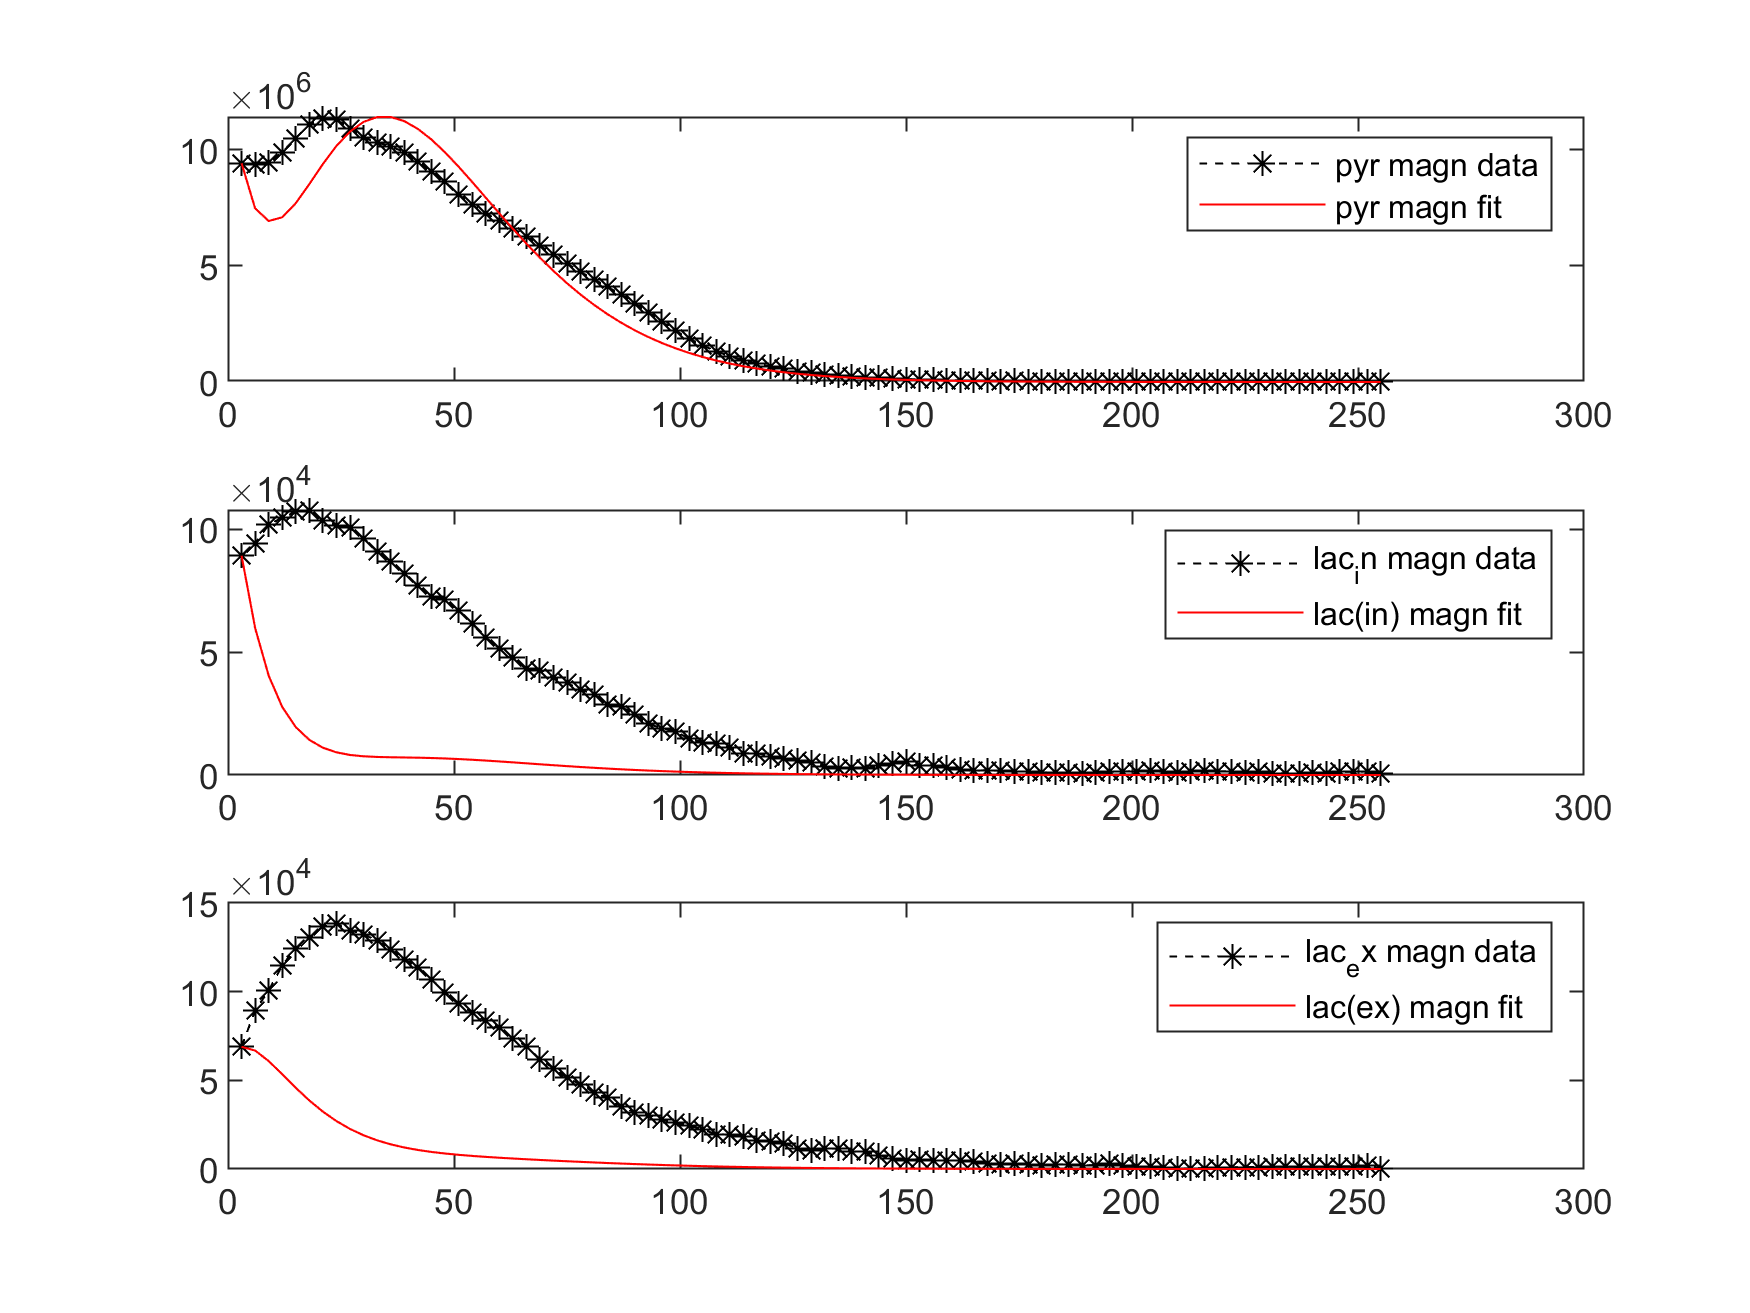 ×10^6
10
5
0
0 50 100 150 200 250 300
pyr magn data
pyr magn fit
×10^4
10
5
0
0 50 100 150 200 250 300
lac_in magn data
lac(in) magn fit
×10^4
15
10
5
0
0 50 100 150 200 250 300
lac_ex magn data
lac(ex) magn fit